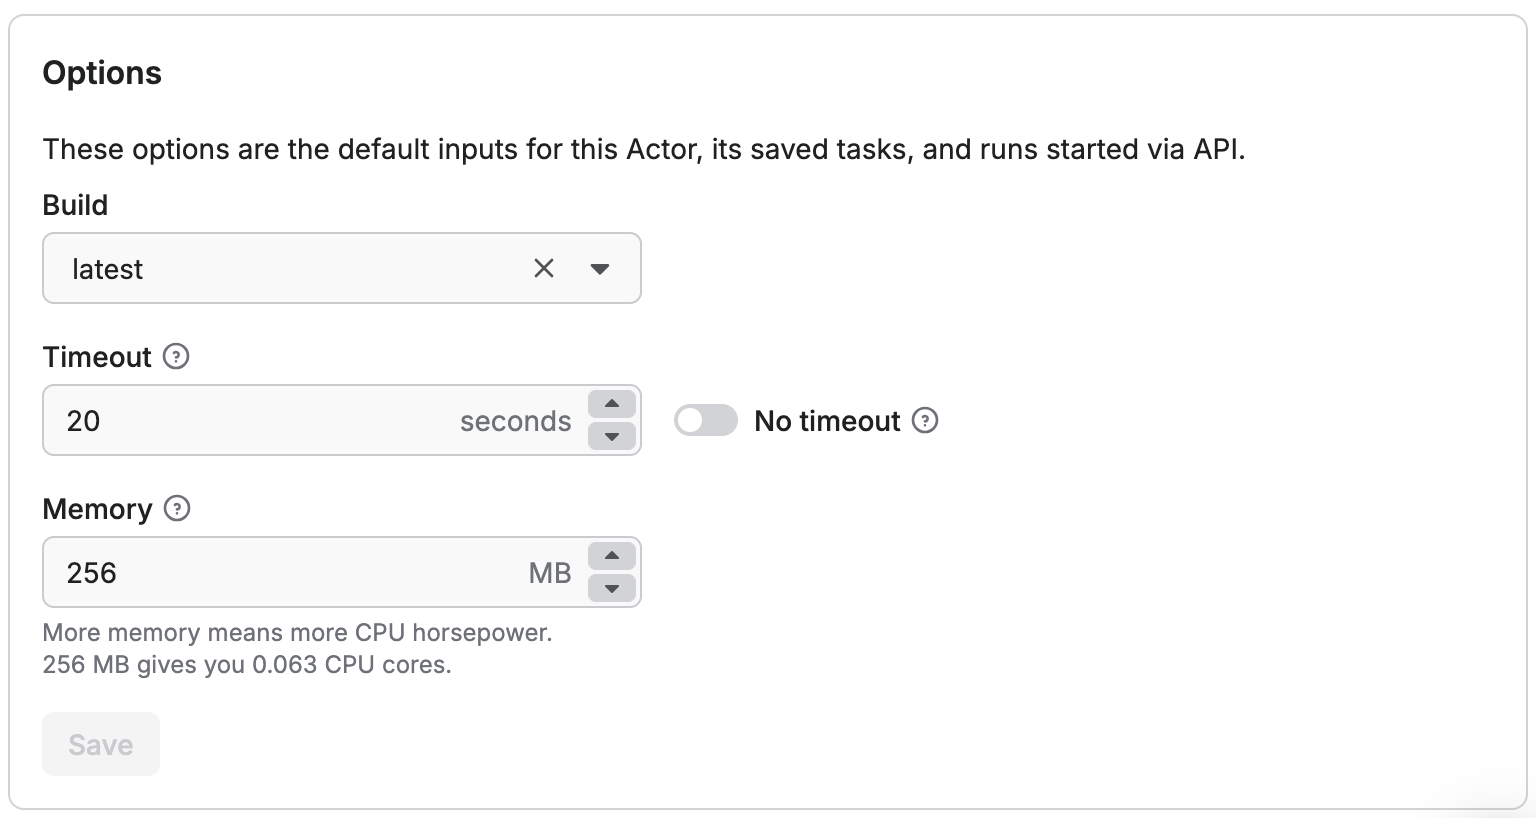 Options
These options are the default inputs for this Actor, its saved tasks, and runs started via API.
Build
latest
Timeout ?
20 seconds
No timeout ?
Memory ?
256 MB
More memory means more CPU horsepower.
256 MB gives you 0.063 CPU cores.
Save